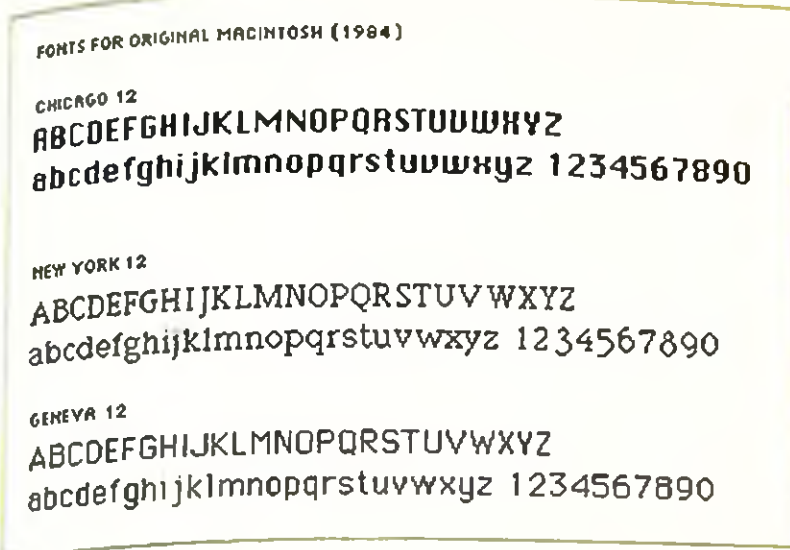 FONTS FOR ORIGINAL MACINTOSH (1984)
CHICAGO 12
ABCDEFGHIJKLMNOPQRSTUVWXYZ
abcdefghijklmnopqrstuvwxyz 1234567890
NEW YORK 12
ABCDEFGHIJKLMNOPQRSTUVWXYZ
abcdefghijklmnopqrstuvwxyz 1234567890
GENEVA 12
ABCDEFGHIJKLMNOPQRSTUVWXYZ
abcdefghijklmnopqrstuvwxyz 1234567890